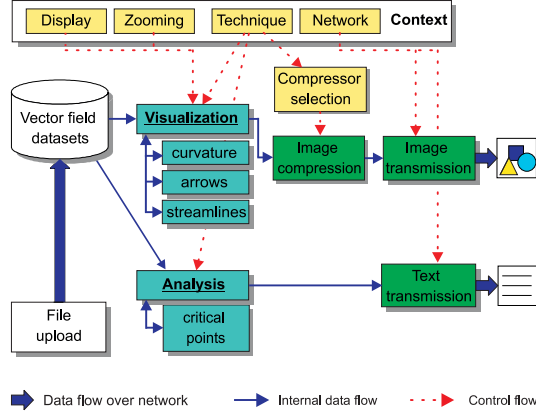 Display
Zooming
Technique
Network
Context
Compressor
selection
Vector field
datasets
Visualization
curvature
arrows
streamlines
Image
compression
Image
transmission
Analysis
critical
points
Text
transmission
File
upload
Data flow over network
Internal data flow
Control flow